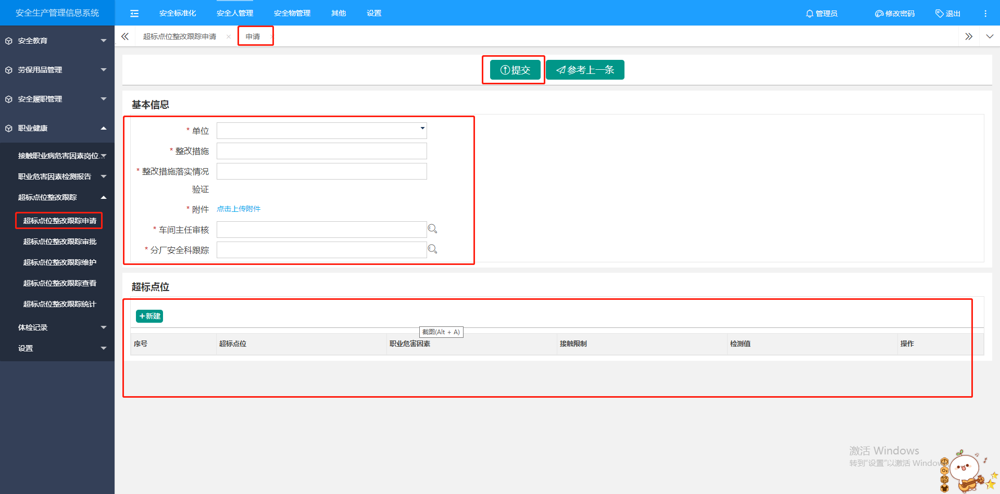 安全生产管理信息系统
安全标准化
安全人管理
安全物管理
其他
设置
管理员
修改密码
退出
安全教育
劳保用品管理
安全履职管理
职业健康
接触职业病危害因素岗位...
职业危害因素检测报告
超标点位整改跟踪
超标点位整改跟踪申请
超标点位整改跟踪审批
超标点位整改跟踪维护
超标点位整改跟踪查看
超标点位整改跟踪统计
体检记录
设置
超标点位整改跟踪申请 ×
申请 ×
提交
参考上一条
基本信息
* 单位
* 整改措施
* 整改措施落实情况
验证
* 附件 点击上传附件
* 车间主任审核
* 分厂安全科跟踪
超标点位
+新建
截图(Alt + A)
序号 超标点位 职业危害因素 接触限制 检测值 操作
激活 Windows
转到“设置”以激活 Window
中
简